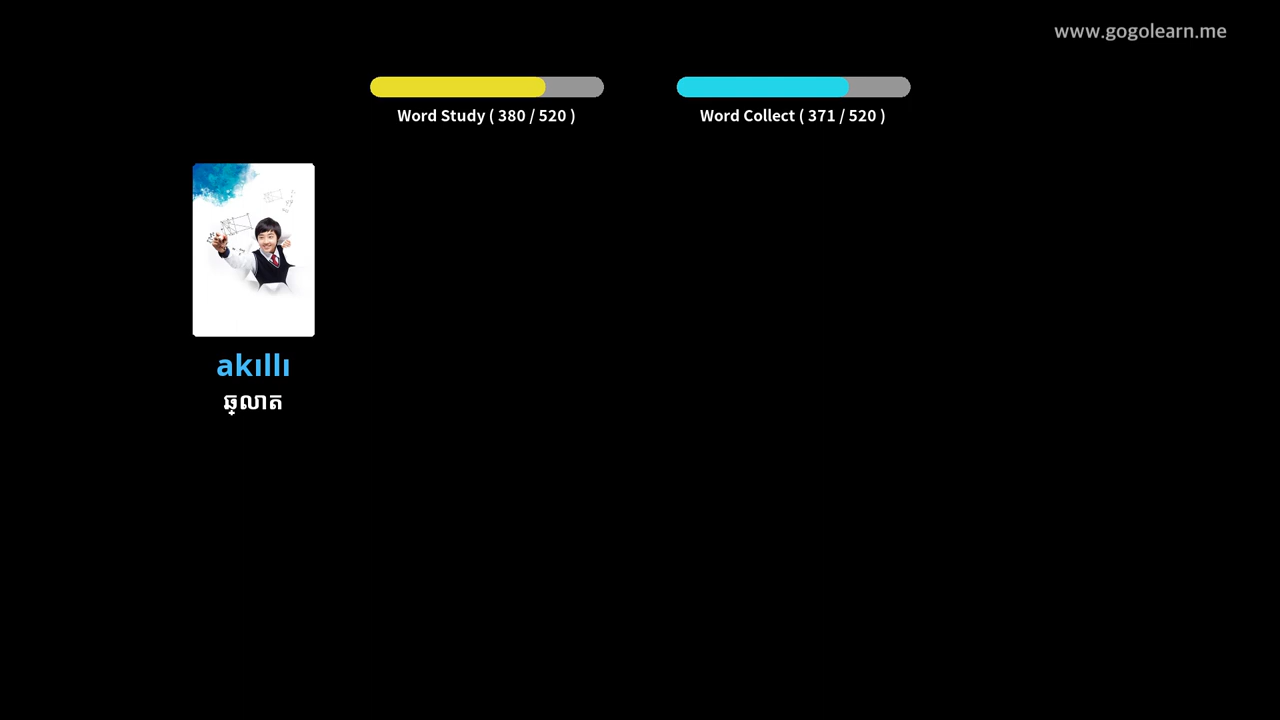 www.gogolearn.me
Word Study ( 380 / 520 )
Word Collect ( 371 / 520 )
akıllı
ឆ្លាត